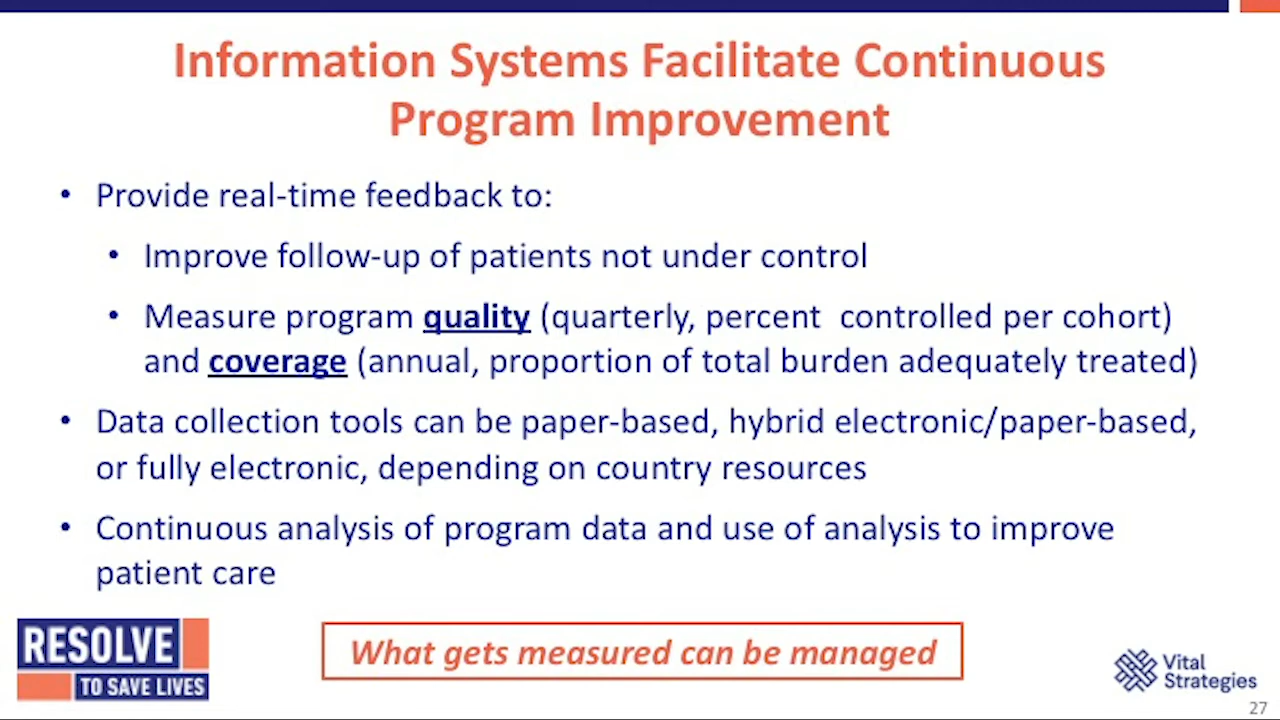 Information Systems Facilitate Continuous
Program Improvement
• Provide real-time feedback to:
• Improve follow-up of patients not under control
• Measure program quality (quarterly, percent  controlled per cohort)
and coverage (annual, proportion of total burden adequately treated)
• Data collection tools can be paper-based, hybrid electronic/paper-based,
or fully electronic, depending on country resources
• Continuous analysis of program data and use of analysis to improve
patient care
RESOLVE
TO SAVE LIVES
What gets measured can be managed
Vital
Strategies
27